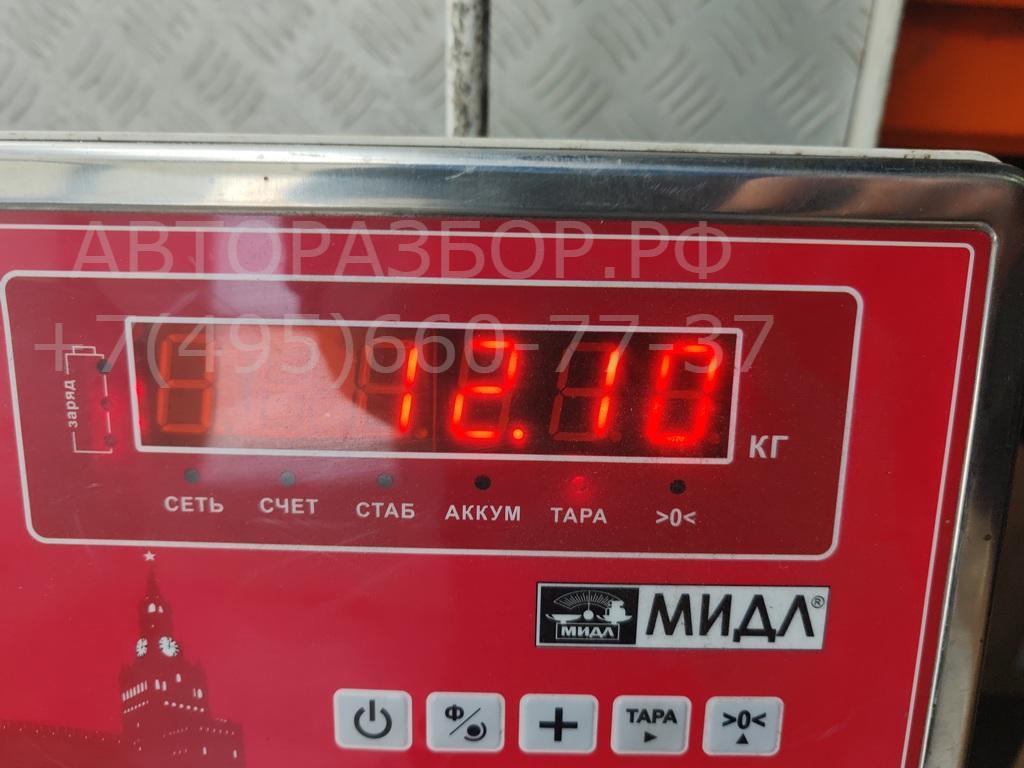 АВТОРАЗБОР.РФ
+7(495)660-77-37
заряд
12.10
КГ
СЕТЬ СЧЕТ СТАБ АККУМ ТАРА >0<
МИДЛ МИДЛ®
Ф + ТАРА >0<